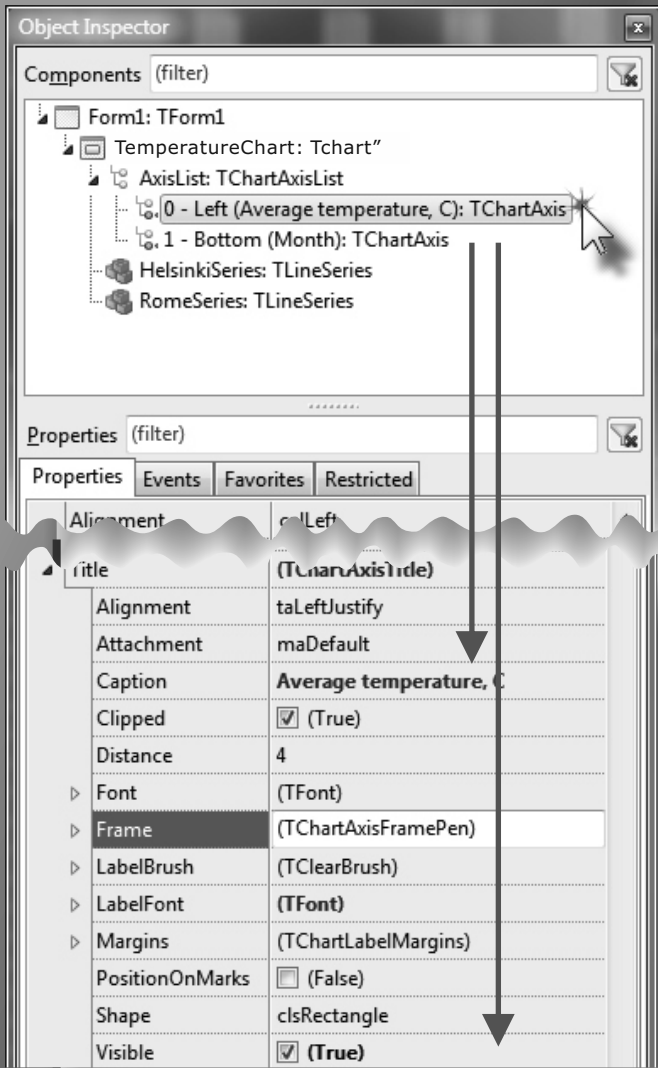 Object Inspector x
Components (filter)
Form1: TForm1
TemperatureChart: Tchart”
AxisList: TChartAxisList
0 - Left (Average temperature, C): TChartAxis
1 - Bottom (Month): TChartAxis
HelsinkiSeries: TLineSeries
RomeSeries: TLineSeries
Properties (filter)
Properties Events Favorites Restricted
Alignment calLeft
Title (TChartAxisTitle)
Alignment taLeftJustify
Attachment maDefault
Caption Average temperature, C
Clipped (True)
Distance 4
Font (TFont)
Frame (TChartAxisFramePen)
LabelBrush (TClearBrush)
LabelFont (TFont)
Margins (TChartLabelMargins)
PositionOnMarks (False)
Shape clsRectangle
Visible (True)